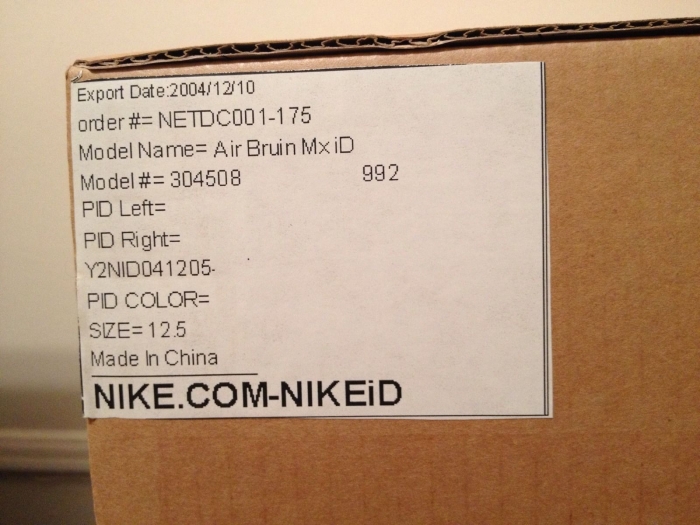 Export Date:2004/12/10
order #= NETDC001-175
Model Name= Air Bruin Mx iD
Model #= 304508 992
PID Left=
PID Right=
Y2NID041205-
PID COLOR=
SIZE= 12.5
Made In China
NIKE.COM-NIKEiD